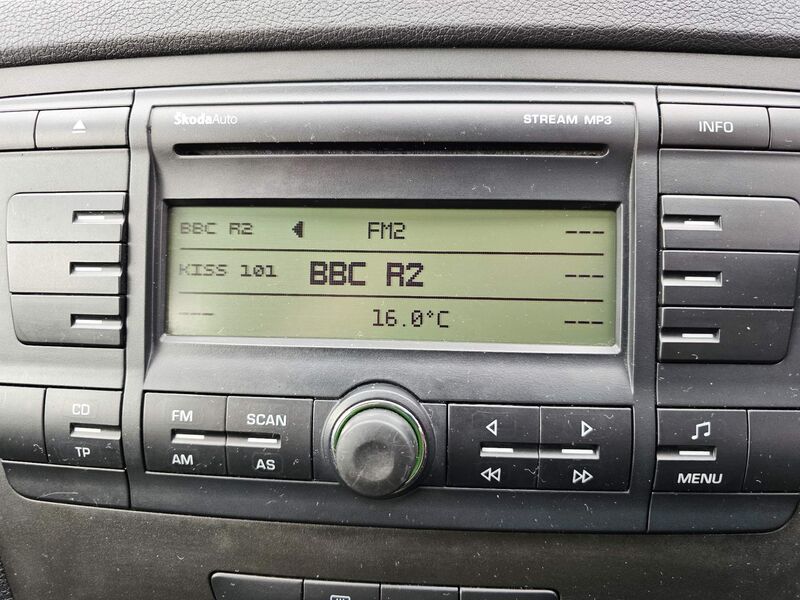 ŠkodaAuto STREAM MP3 INFO
BBC R2 FM2 ---
KISS 101 BBC R2 ---
--- 16.0°C ---
CD FM SCAN
TP AM AS MENU